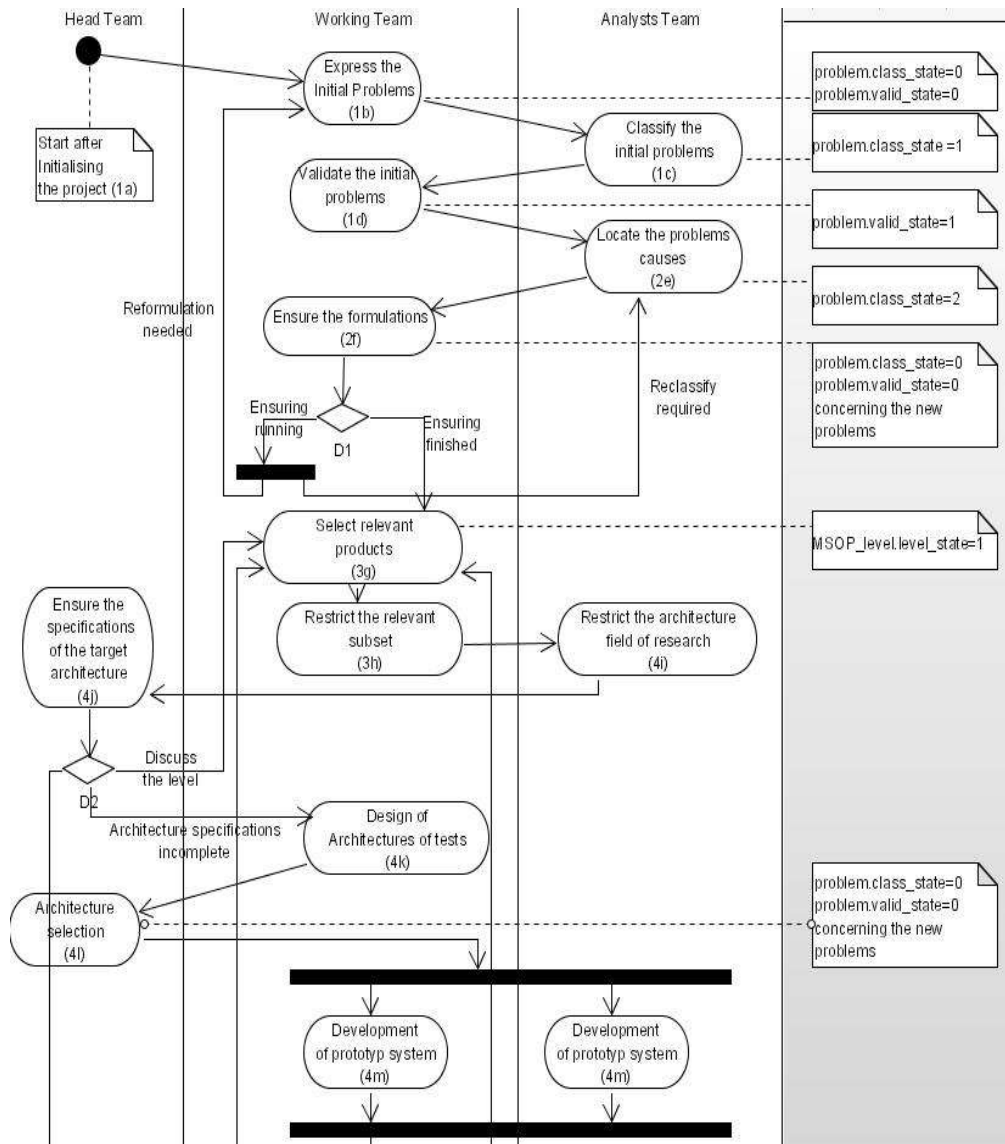 Head Team
Working Team
Analysts Team
Express the
Initial Problems
(1b)
problem.class_state=0
problem.valid_state=0
Start after
Initialising
the project (1a)
Classify the
initial problems
(1c)
problem.class_state =1
Validate the initial
problems
(1d)
problem.valid_state=1
Locate the problems
causes
(2e)
problem.class_state=2
Reformulation
needed
Ensure the formulations
(2f)
problem.class_state=0
problem.valid_state=0
concerning the new
problems
Reclassify
required
Ensuring
running
Ensuring
finished
D1
Select relevant
products
(3g)
MSOP_level.level_state=1
Ensure the
specifications
of the target
architecture
(4j)
Restrict the relevant
subset
(3h)
Restrict the architecture
field of research
(4i)
Discuss
the level
D2
Architecture specifications
incomplete
Design of
Architectures of tests
(4k)
Architecture
selection
(4l)
problem.class_state=0
problem.valid_state=0
concerning the new
problems
Development
of prototyp system
(4m)
Development
of prototyp system
(4m)